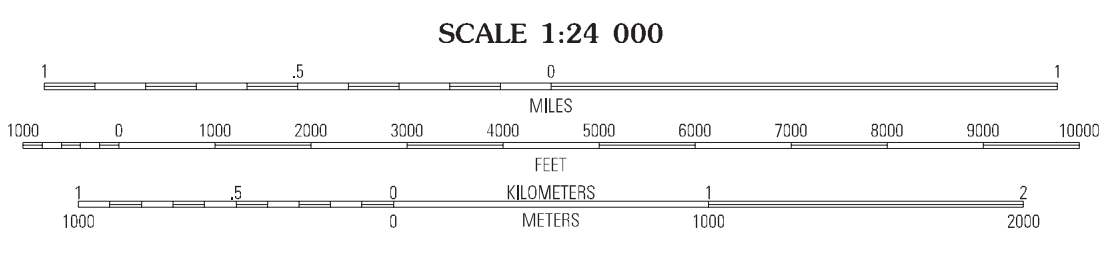 SCALE 1:24 000
1 .5 0 1
MILES
1000 0 1000 2000 3000 4000 5000 6000 7000 8000 9000 10000
FEET
1 .5 0 KILOMETERS 1 2
1000 0 METERS 1000 2000